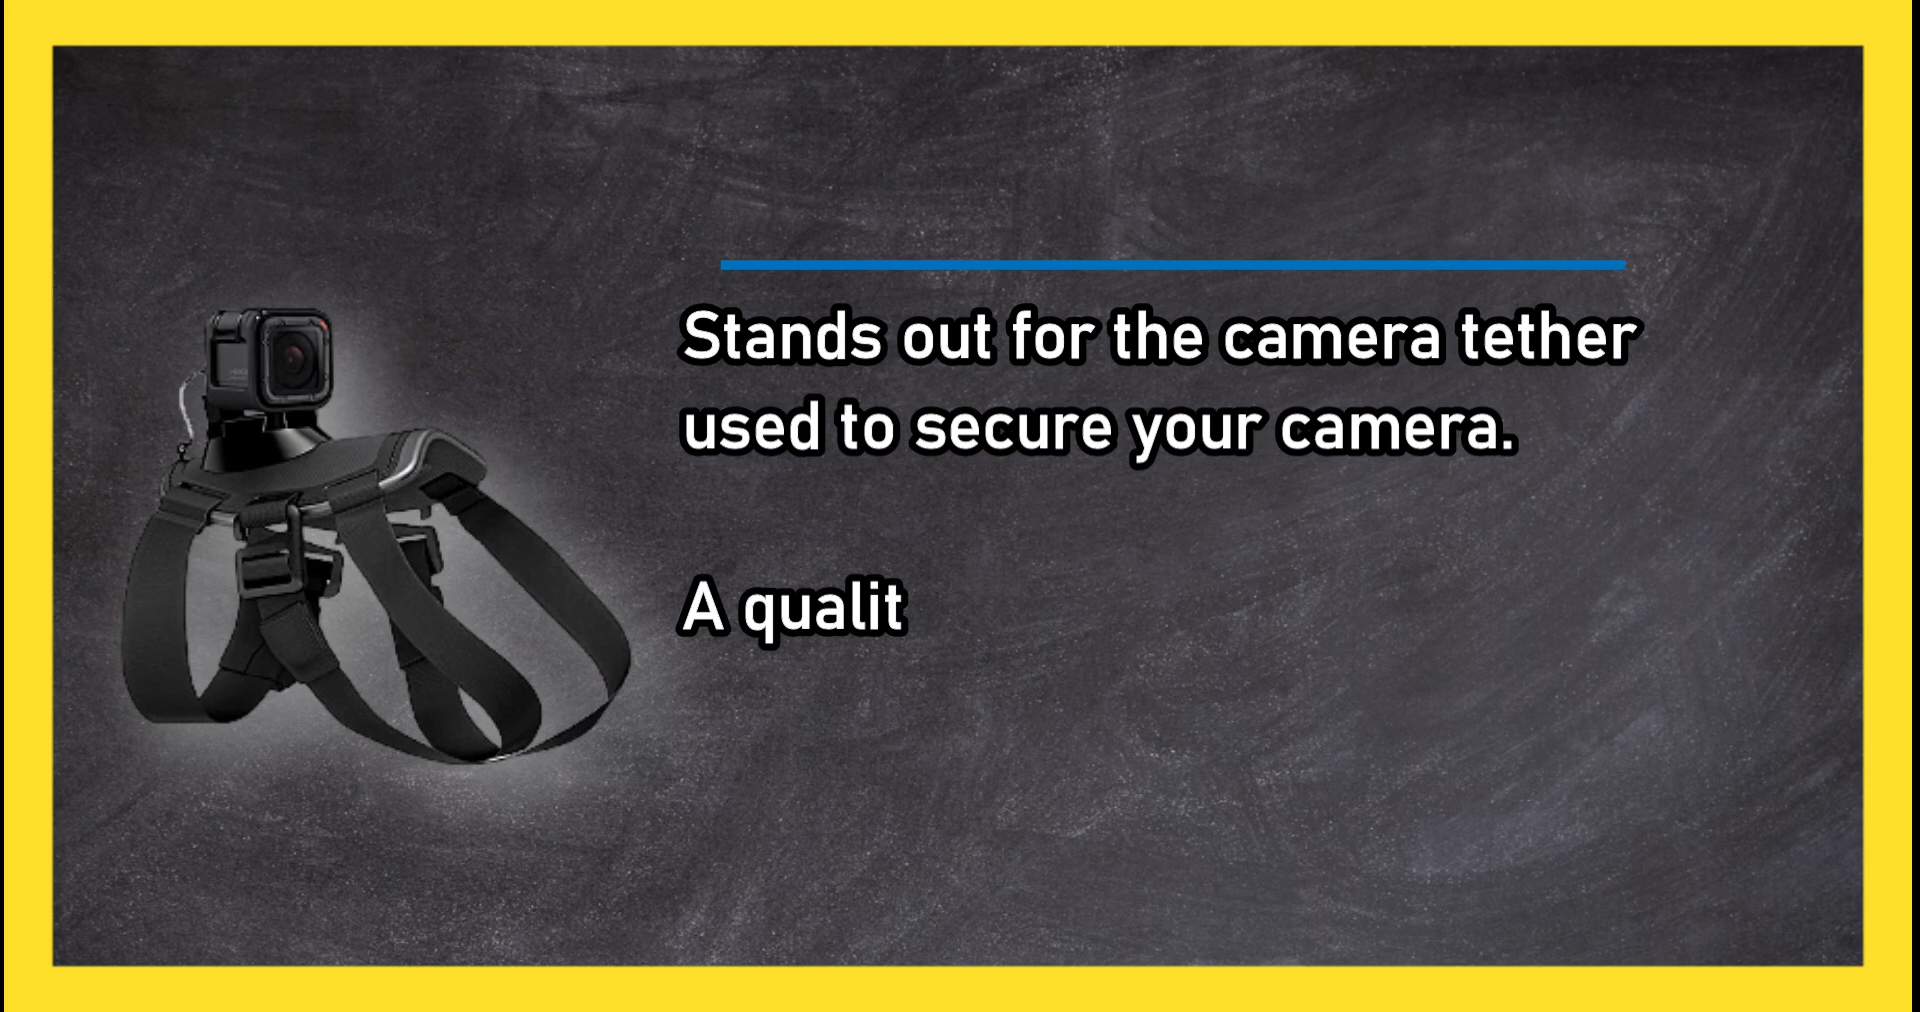 Stands out for the camera tether
used to secure your camera.
A qualit